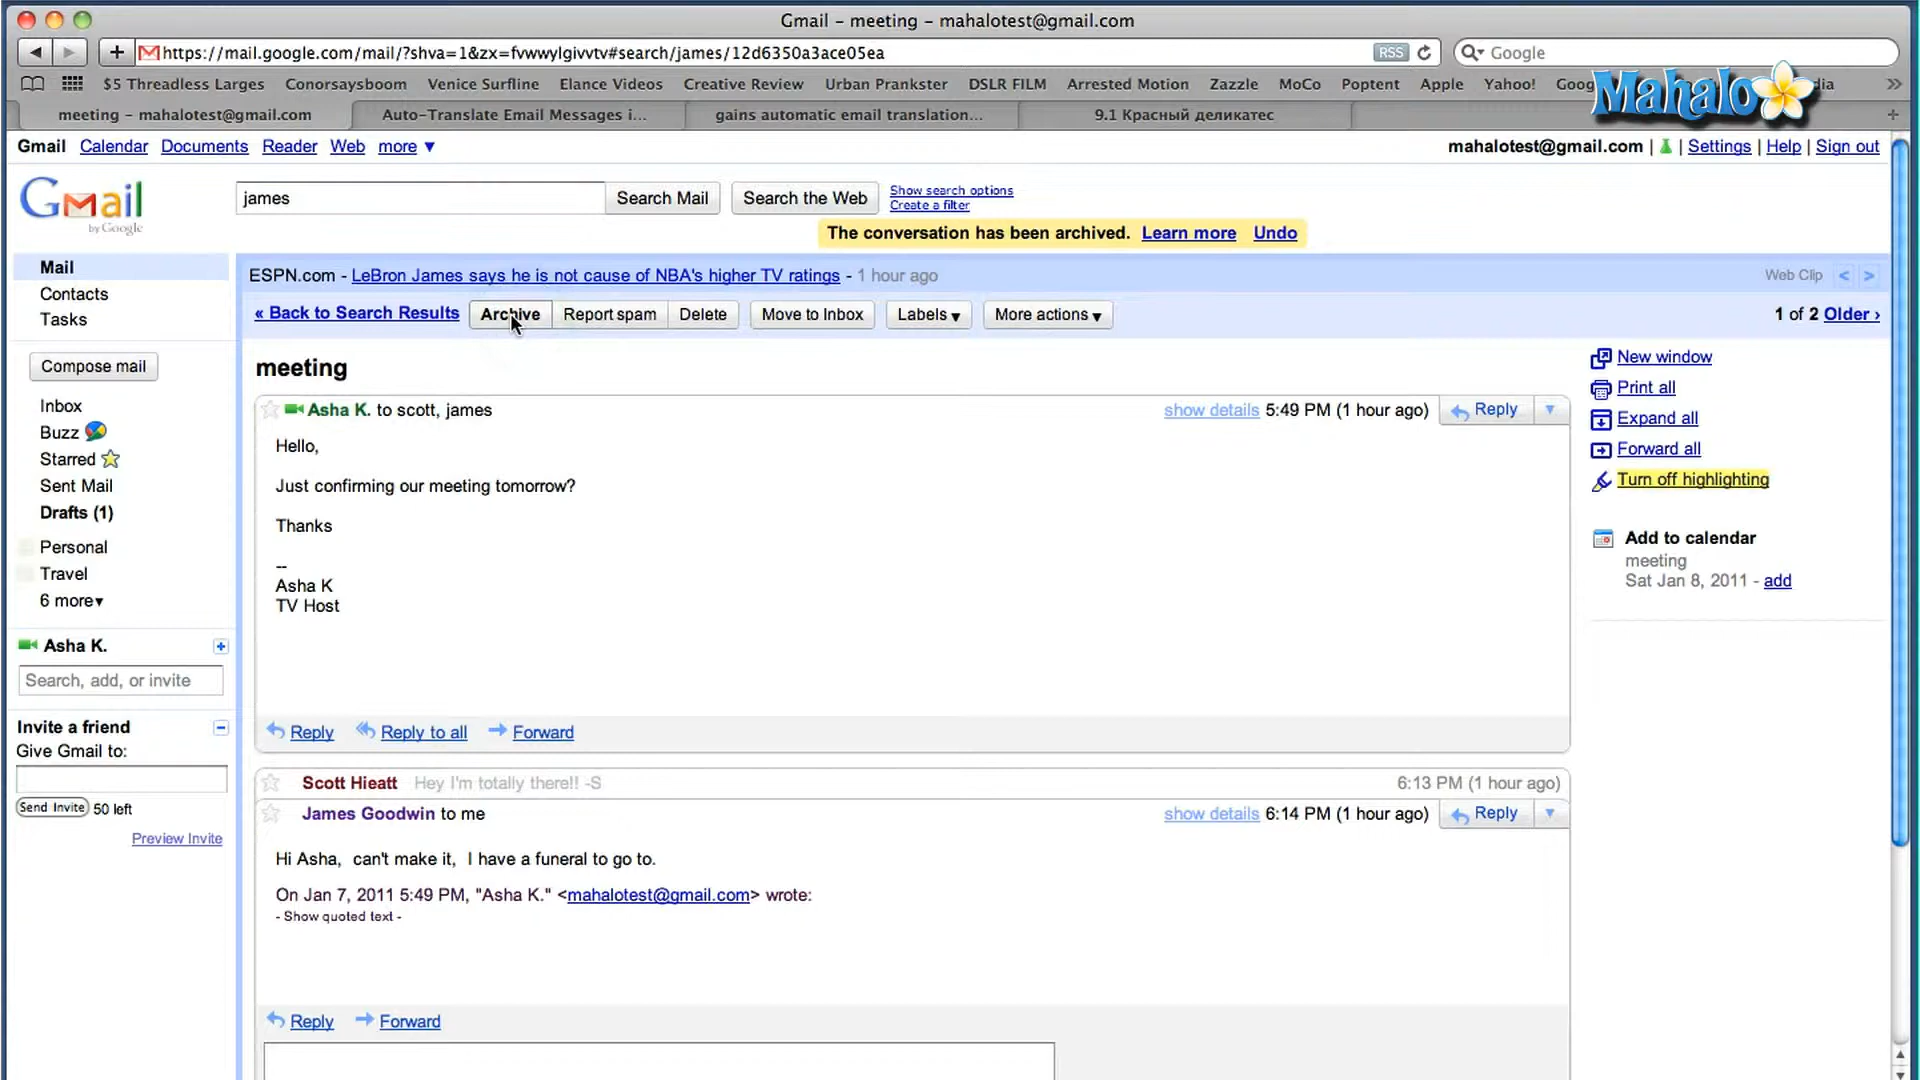 Gmail – meeting – mahalotest@gmail.com
https://mail.google.com/mail/?shva=1&zx=fvwwylgivvtv#search/james/12d6350a3ace05ea
RSS
Google
$5 Threadless Larges Conorsaysboom Venice Surfline Elance Videos Creative Review Urban Prankster DSLR FILM Arrested Motion Zazzle MoCo Poptent Apple Yahoo!
Mahalo
meeting – mahalotest@gmail.com
Auto-Translate Email Messages i...
gains automatic email translation...
9.1 Красный деликатес
Gmail Calendar Documents Reader Web more ▼
mahalotest@gmail.com | | Settings | Help | Sign out
Gmail
by Google
james
Search Mail
Search the Web
Show search options
Create a filter
The conversation has been archived. Learn more Undo
Mail
Contacts
Tasks
Compose mail
Inbox
Buzz
Starred
Sent Mail
Drafts (1)
Personal
Travel
6 more▼
Asha K.
Search, add, or invite
Invite a friend
Give Gmail to:
Send Invite 50 left
Preview Invite
ESPN.com - LeBron James says he is not cause of NBA's higher TV ratings - 1 hour ago
Web Clip < >
« Back to Search Results Archive Report spam Delete Move to Inbox Labels ▼ More actions ▼
1 of 2 Older ›
meeting
Asha K. to scott, james
show details 5:49 PM (1 hour ago) Reply
Hello,
Just confirming our meeting tomorrow?
Thanks
--
Asha K
TV Host
Reply Reply to all Forward
Scott Hieatt Hey I'm totally there!! -S 6:13 PM (1 hour ago)
James Goodwin to me
show details 6:14 PM (1 hour ago) Reply
Hi Asha, can't make it, I have a funeral to go to.
On Jan 7, 2011 5:49 PM, "Asha K." <mahalotest@gmail.com> wrote:
- Show quoted text -
Reply Forward
New window
Print all
Expand all
Forward all
Turn off highlighting
Add to calendar
meeting
Sat Jan 8, 2011 - add